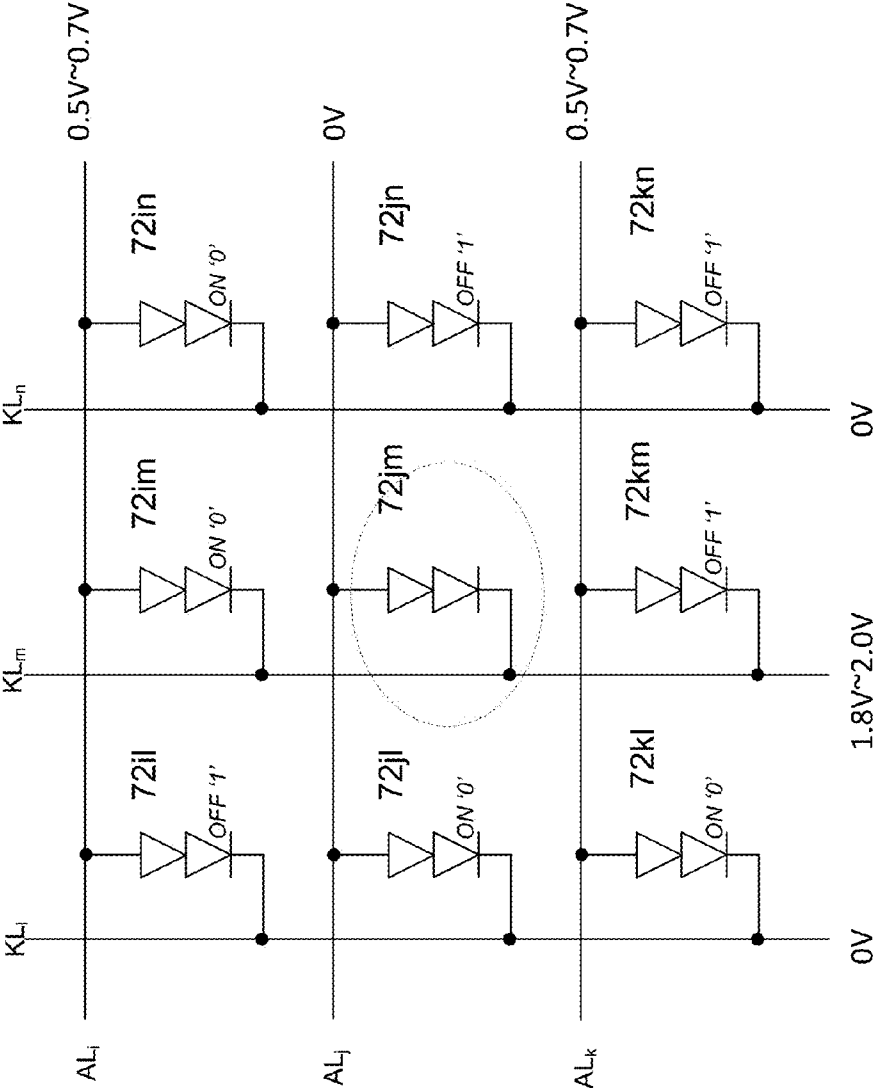 KLl
KLm
KLn
ALi
0.5V~0.7V
72il
72im
72in
OFF '1'
ON '0'
ON '0'
ALj
0V
72jl
72jm
72jn
ON '0'
OFF '1'
ALk
0.5V~0.7V
72kl
72km
72kn
ON '0'
OFF '1'
OFF '1'
0V
1.8V~2.0V
0V